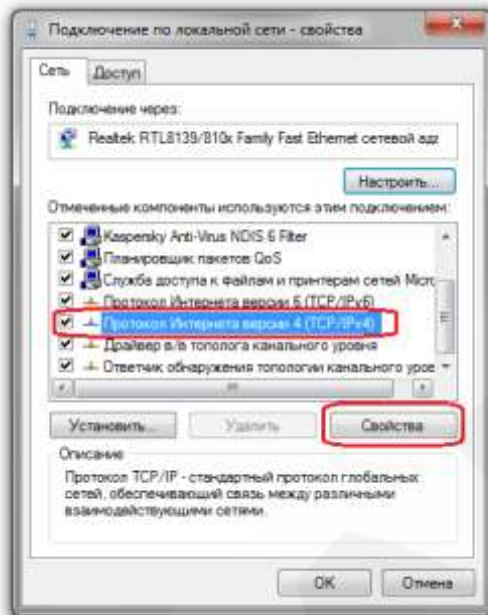 Подключение по локальной сети - свойства
Сеть Доступ
Подключение через:
Realtek RTL8139/810x Family Fast Ethernet сетевой ада
Настроить...
Отмеченные компоненты используются этим подключением:
Kaspersky Anti-Virus NDIS 6 Filter
Планировщик пакетов QoS
Служба доступа к файлам и принтерам сетей Micro
Протокол Интернета версии 6 (TCP/IPv6)
Протокол Интернета версии 4 (TCP/IPv4)
Драйвер в/в тополога канального уровня
Ответчик обнаружения топологии канального уров
Установить... Удалить Свойства
Описание
Протокол TCP/IP - стандартный протокол глобальных
сетей, обеспечивающий связь между различными
взаимодействующими сетями.
OK Отмена